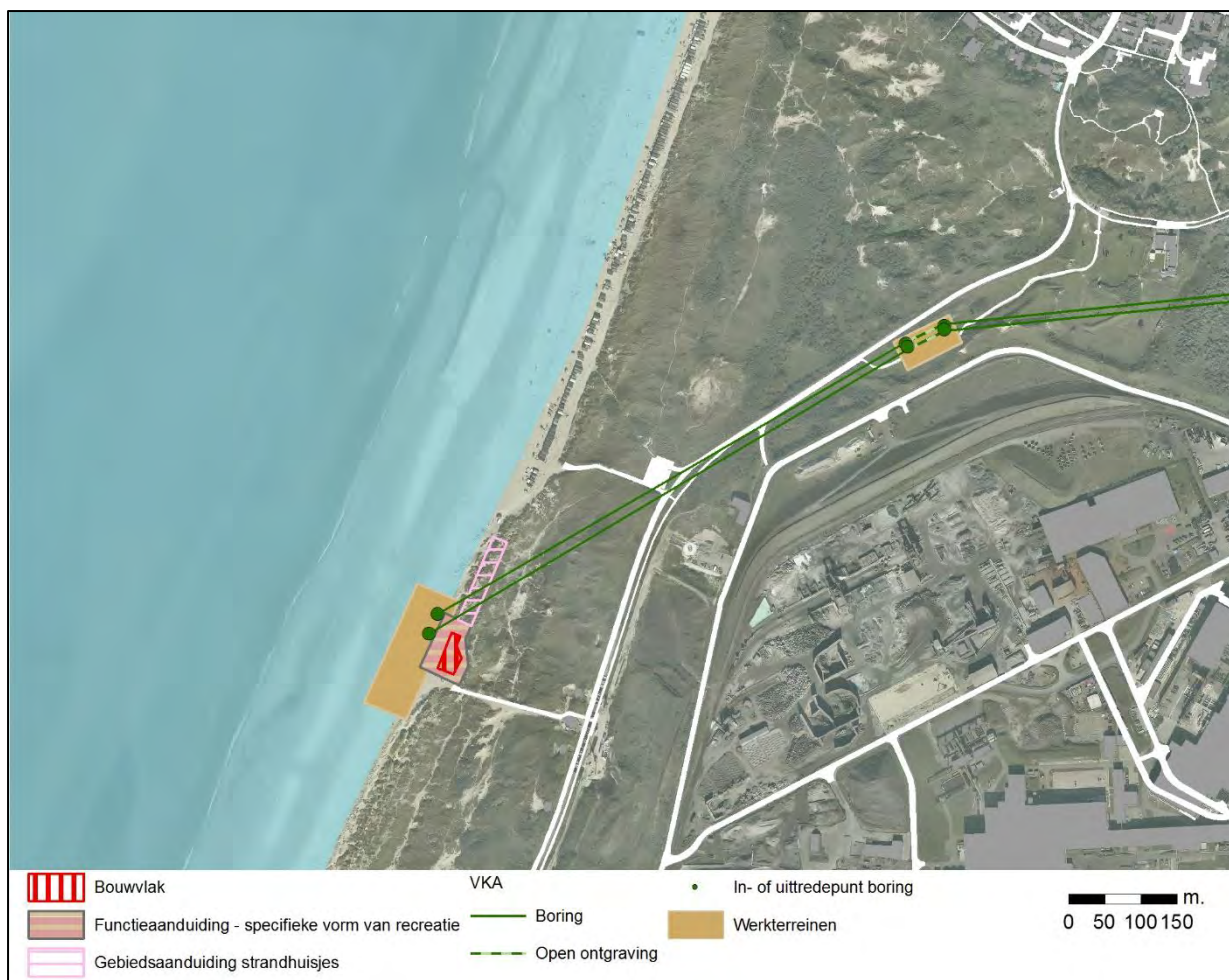 Bouwvlak
Functieaanduiding - specifieke vorm van recreatie
Gebiedsaanduiding strandhuisjes
VKA
Boring
Open ontgraving
In- of uittredepunt boring
Werkterreinen
m.
0 50 100 150